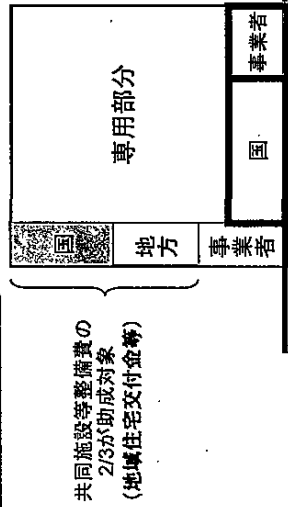 共同施設等整備費の
2/3が助成対象
(地域住宅交付金等)
国
地方
事業者
専用部分
国
事業者